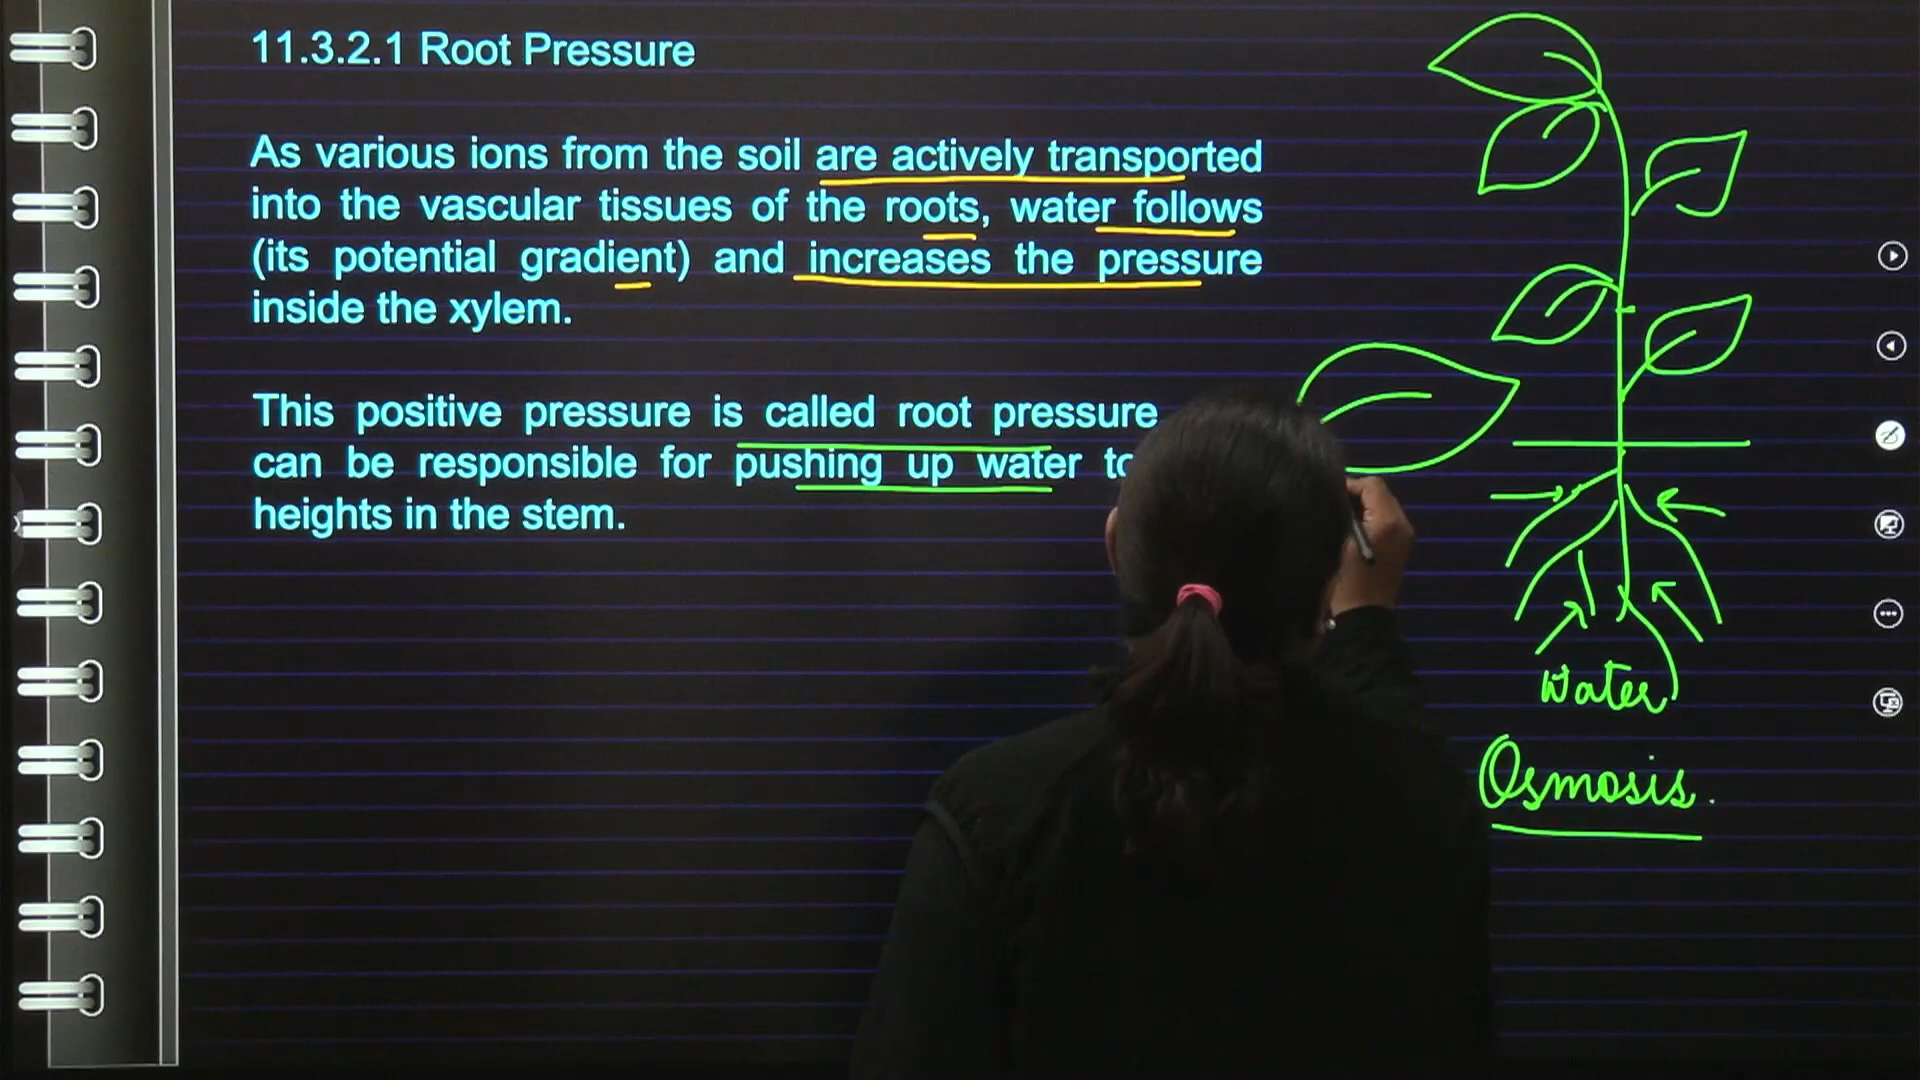 11.3.2.1 Root Pressure
As various ions from the soil are actively transported
into the vascular tissues of the roots, water follows
(its potential gradient) and increases the pressure
inside the xylem.
This positive pressure is called root pressure
can be responsible for pushing up water
heights in the stem.
Water
Osmosis.